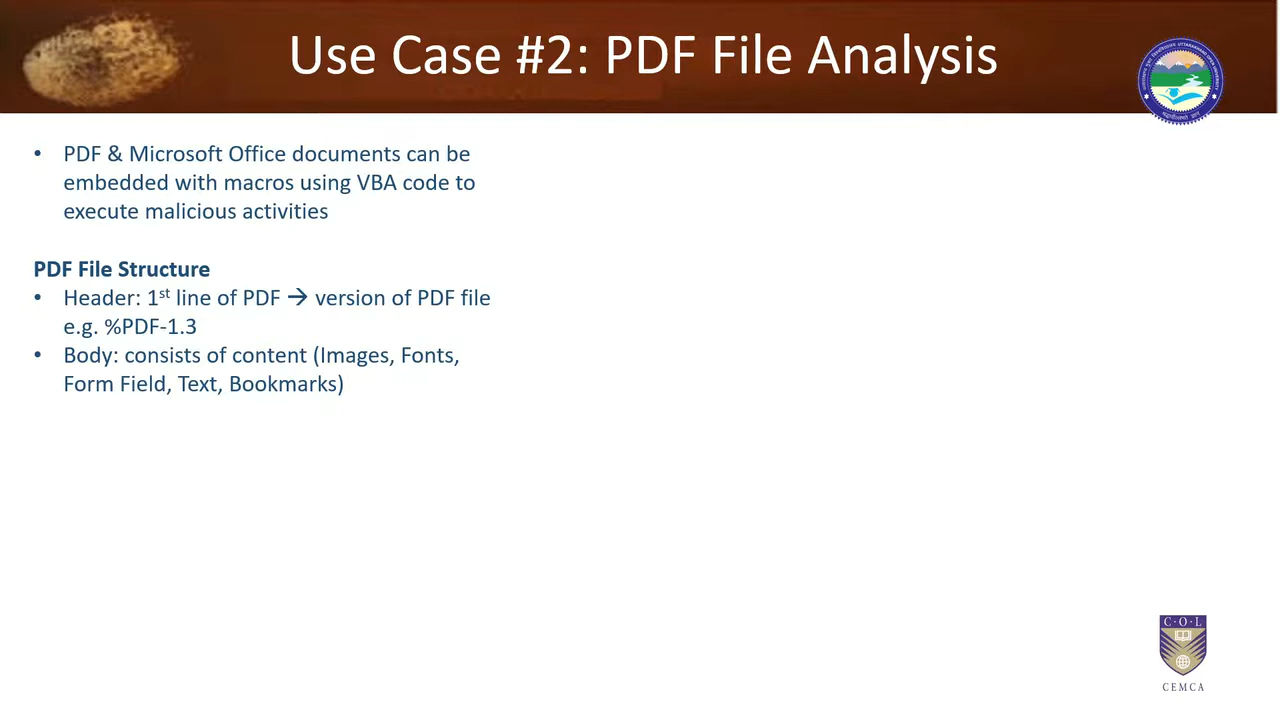 Use Case #2: PDF File Analysis
• PDF & Microsoft Office documents can be
embedded with macros using VBA code to
execute malicious activities
PDF File Structure
• Header: 1st line of PDF → version of PDF file
e.g. %PDF-1.3
• Body: consists of content (Images, Fonts,
Form Field, Text, Bookmarks)
C·O·L
CEMCA